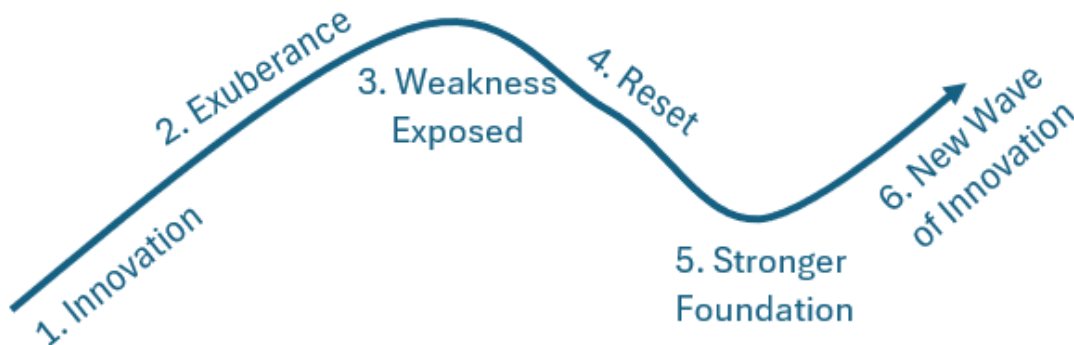 1. Innovation
2. Exuberance
3. Weakness
Exposed
4. Reset
5. Stronger
Foundation
6. New Wave
of Innovation